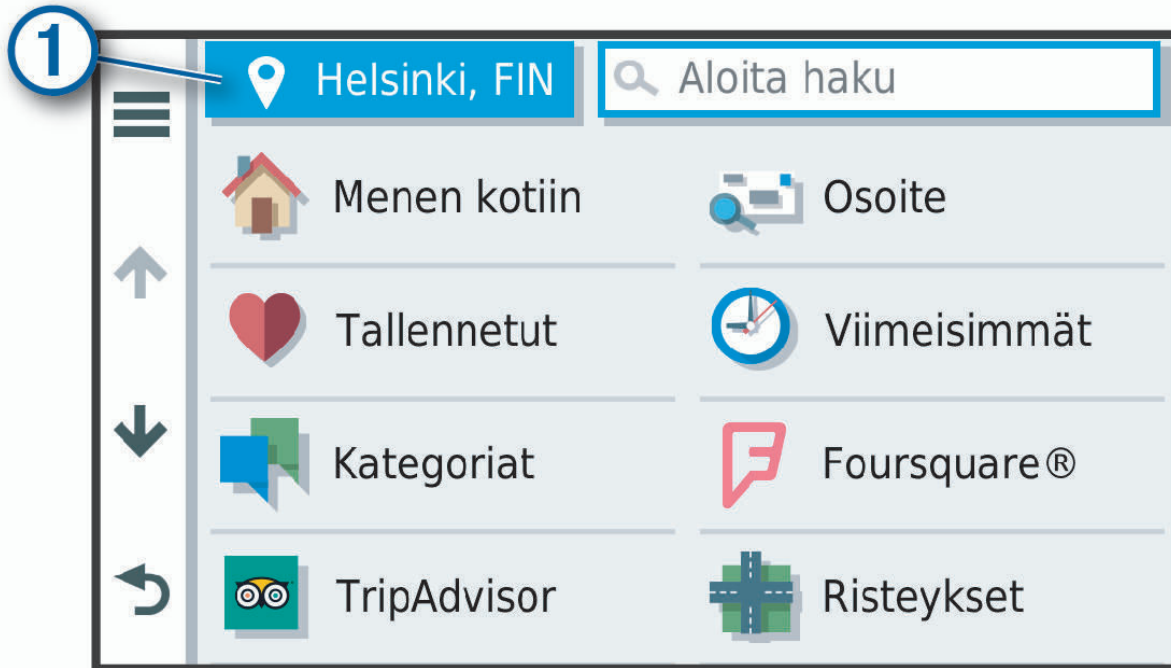 1
Helsinki, FIN
Aloita haku
Menen kotiin
Osoite
Tallennetut
Viimeisimmät
Kategoriat
Foursquare®
TripAdvisor
Risteykset